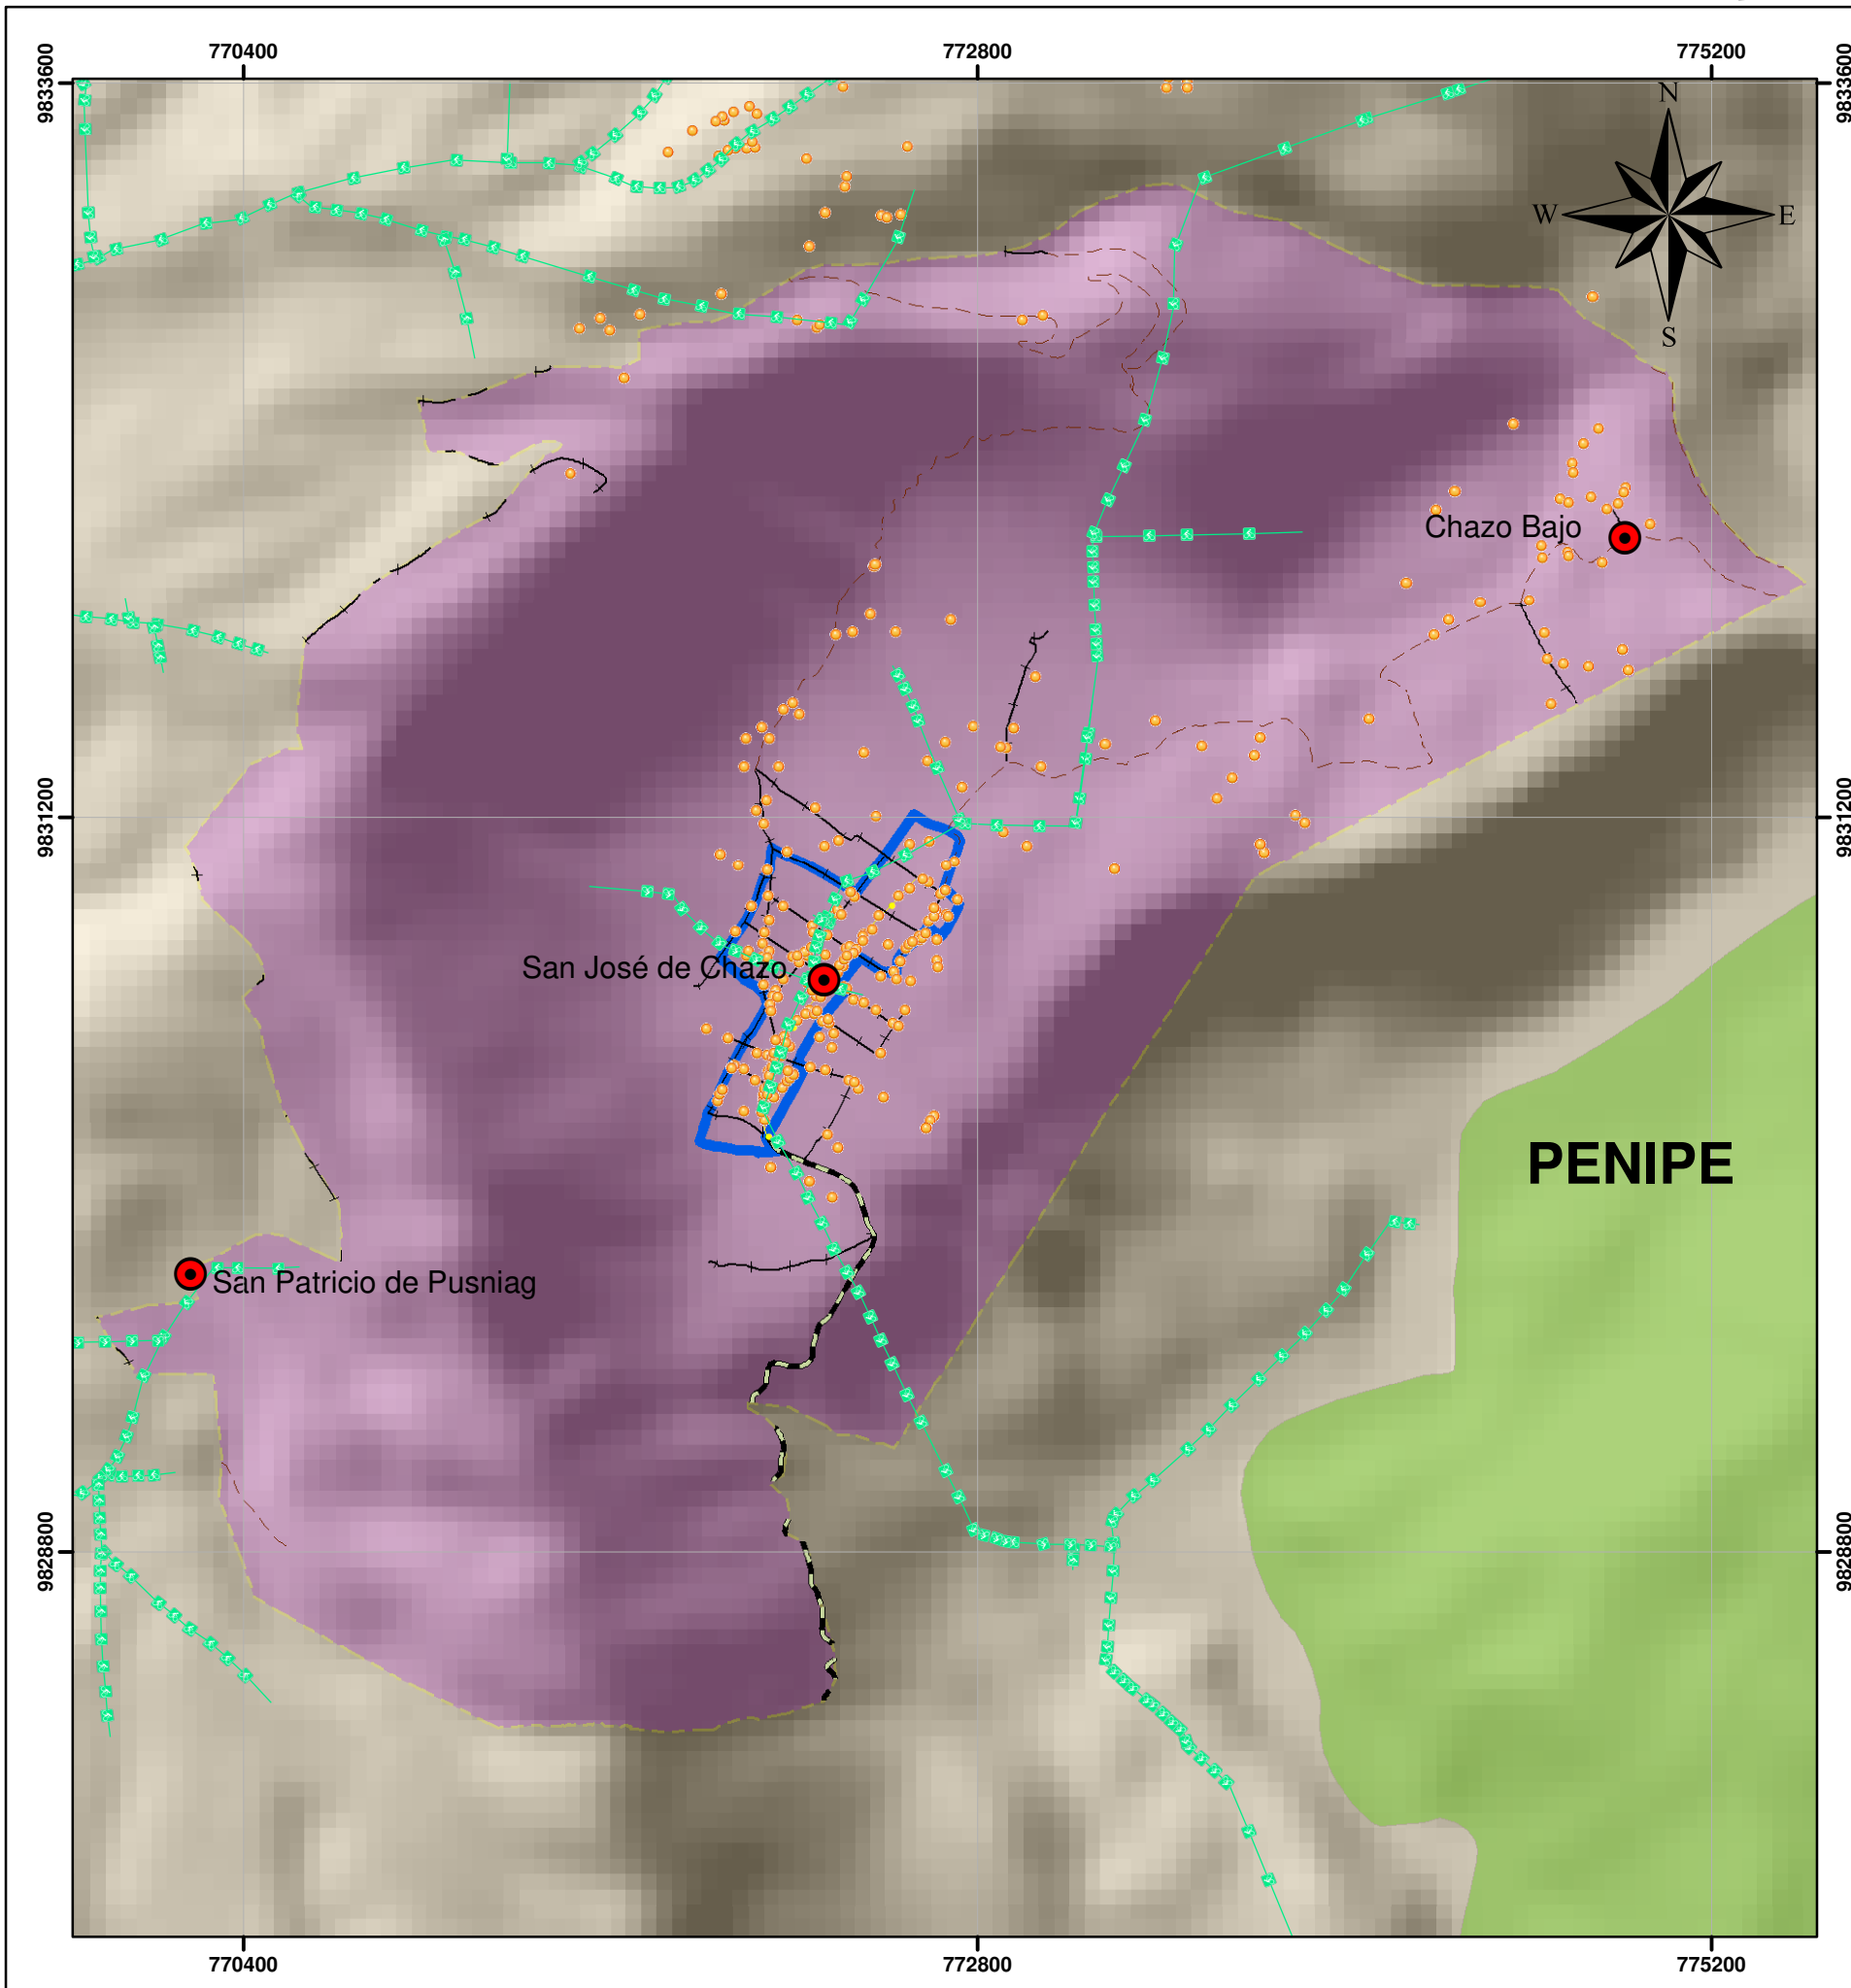 770400 772800 775200
9833600 9833600
N
W E
S
Chazo Bajo
9831200 9831200
San José de Chazo
PENIPE
San Patricio de Pusniag
9828800 9828800
770400 772800 775200